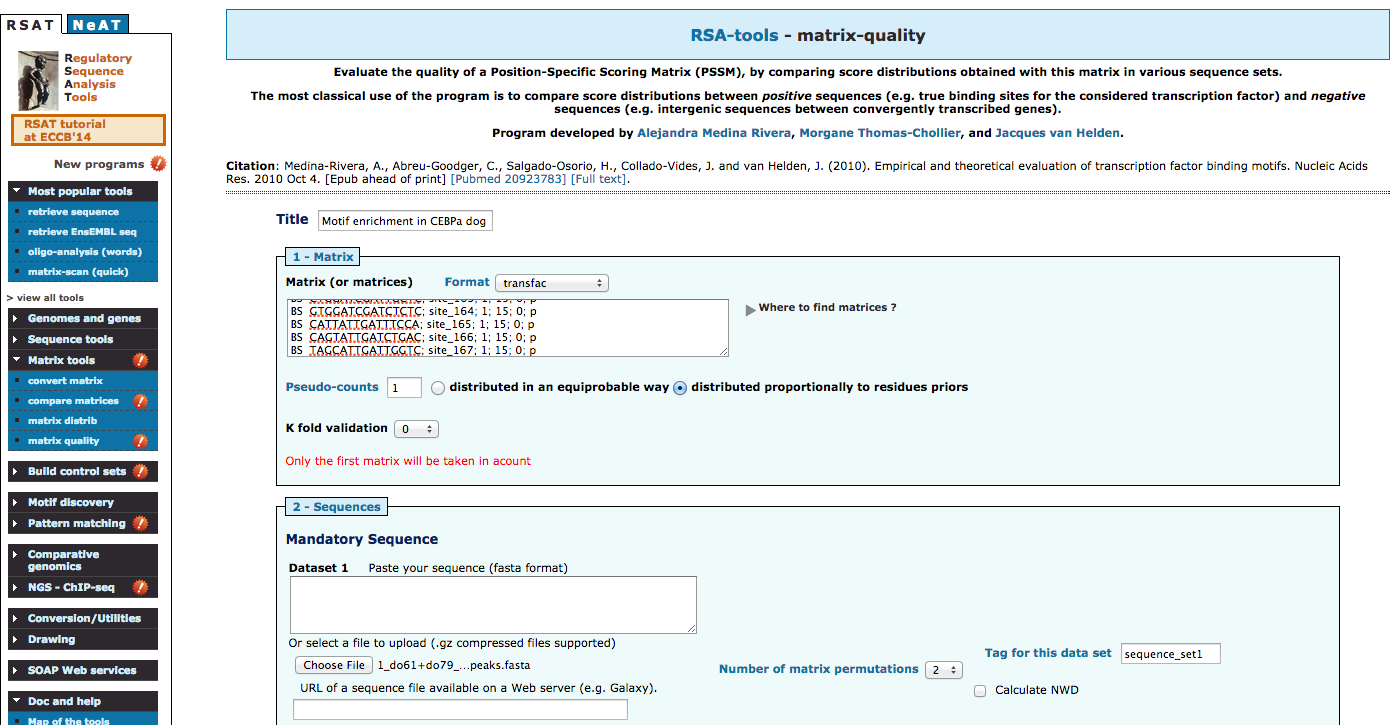 RSAT NeAT
Regulatory
Sequence
Analysis
Tools
RSAT tutorial
at ECCB'14
New programs
Most popular tools
retrieve sequence
retrieve EnsEMBL seq
oligo-analysis (words)
matrix-scan (quick)
> view all tools
Genomes and genes
Sequence tools
Matrix tools
convert matrix
compare matrices
matrix distrib
matrix quality
Build control sets
Motif discovery
Pattern matching
Comparative
genomics
NGS - ChIP-seq
Conversion/Utilities
Drawing
SOAP Web services
Doc and help
Map of the tools
RSA-tools - matrix-quality
Evaluate the quality of a Position-Specific Scoring Matrix (PSSM), by comparing score distributions obtained with this matrix in various sequence sets.
The most classical use of the program is to compare score distributions between positive sequences (e.g. true binding sites for the considered transcription factor) and negative
sequences (e.g. intergenic sequences between convergently transcribed genes).
Program developed by Alejandra Medina Rivera, Morgane Thomas-Chollier, and Jacques van Helden.
Citation: Medina-Rivera, A., Abreu-Goodger, C., Salgado-Osorio, H., Collado-Vides, J. and van Helden, J. (2010). Empirical and theoretical evaluation of transcription factor binding motifs. Nucleic Acids
Res. 2010 Oct 4. [Epub ahead of print] [Pubmed 20923783] [Full text].
Title Motif enrichment in CEBPa dog
1 - Matrix
Matrix (or matrices) Format transfac
BS GTGGATCGATCTCTC; site_164; 1; 15; 0; p
BS CATTATTGATTTCCA; site_165; 1; 15; 0; p
BS CAGTATTGATCTGAC; site_166; 1; 15; 0; p
BS TAGCATTGATTGGTC; site_167; 1; 15; 0; p
Where to find matrices ?
Pseudo-counts 1 distributed in an equiprobable way distributed proportionally to residues priors
K fold validation 0
Only the first matrix will be taken in acount
2 - Sequences
Mandatory Sequence
Dataset 1 Paste your sequence (fasta format)
Or select a file to upload (.gz compressed files supported)
Choose File 1_do61+do79_...peaks.fasta
Number of matrix permutations 2
Tag for this data set sequence_set1
URL of a sequence file available on a Web server (e.g. Galaxy).
Calculate NWD